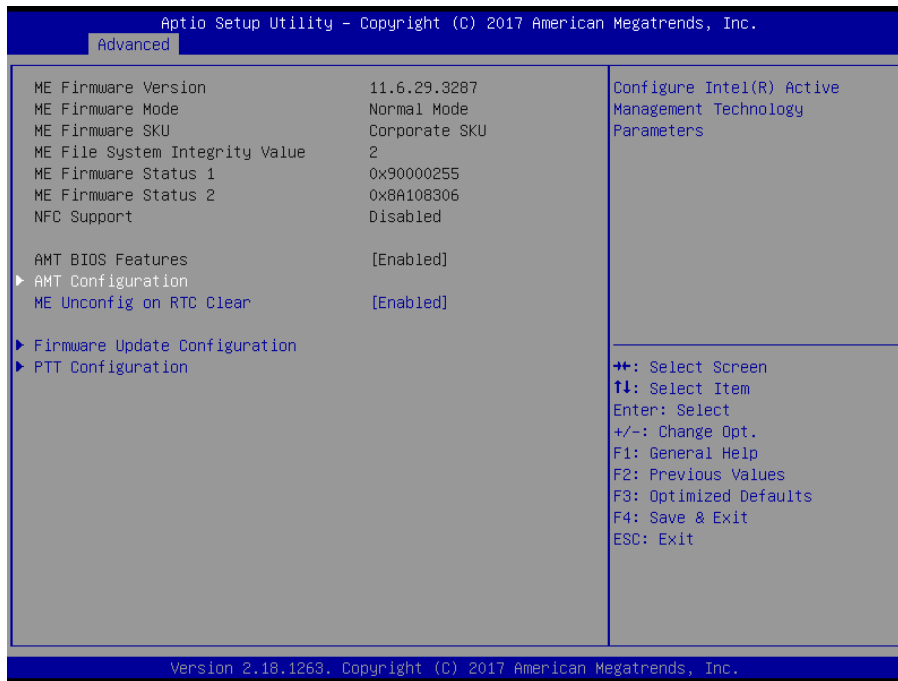 Aptio Setup Utility – Copyright (C) 2017 American Megatrends, Inc.
Advanced
ME Firmware Version 11.6.29.3287
ME Firmware Mode Normal Mode
ME Firmware SKU Corporate SKU
ME File System Integrity Value 2
ME Firmware Status 1 0x90000255
ME Firmware Status 2 0x8A108306
NFC Support Disabled
AMT BIOS Features [Enabled]
AMT Configuration
ME Unconfig on RTC Clear [Enabled]
Firmware Update Configuration
PTT Configuration
Configure Intel(R) Active
Management Technology
Parameters
→←: Select Screen
↑↓: Select Item
Enter: Select
+/-: Change Opt.
F1: General Help
F2: Previous Values
F3: Optimized Defaults
F4: Save & Exit
ESC: Exit
Version 2.18.1263. Copyright (C) 2017 American Megatrends, Inc.